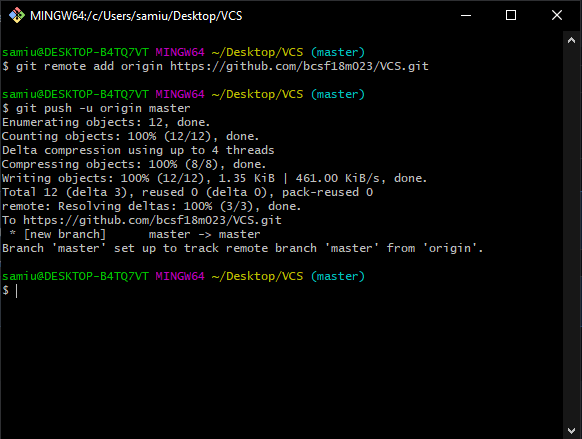 MINGW64:/c/Users/samiu/Desktop/VCS
samiu@DESKTOP-B4TQ7VT MINGW64 ~/Desktop/VCS (master)
$ git remote add origin https://github.com/bcsf18m023/VCS.git
samiu@DESKTOP-B4TQ7VT MINGW64 ~/Desktop/VCS (master)
$ git push -u origin master
Enumerating objects: 12, done.
Counting objects: 100% (12/12), done.
Delta compression using up to 4 threads
Compressing objects: 100% (8/8), done.
Writing objects: 100% (12/12), 1.35 KiB | 461.00 KiB/s, done.
Total 12 (delta 3), reused 0 (delta 0), pack-reused 0
remote: Resolving deltas: 100% (3/3), done.
To https://github.com/bcsf18m023/VCS.git
 * [new branch]      master -> master
Branch 'master' set up to track remote branch 'master' from 'origin'.
samiu@DESKTOP-B4TQ7VT MINGW64 ~/Desktop/VCS (master)
$